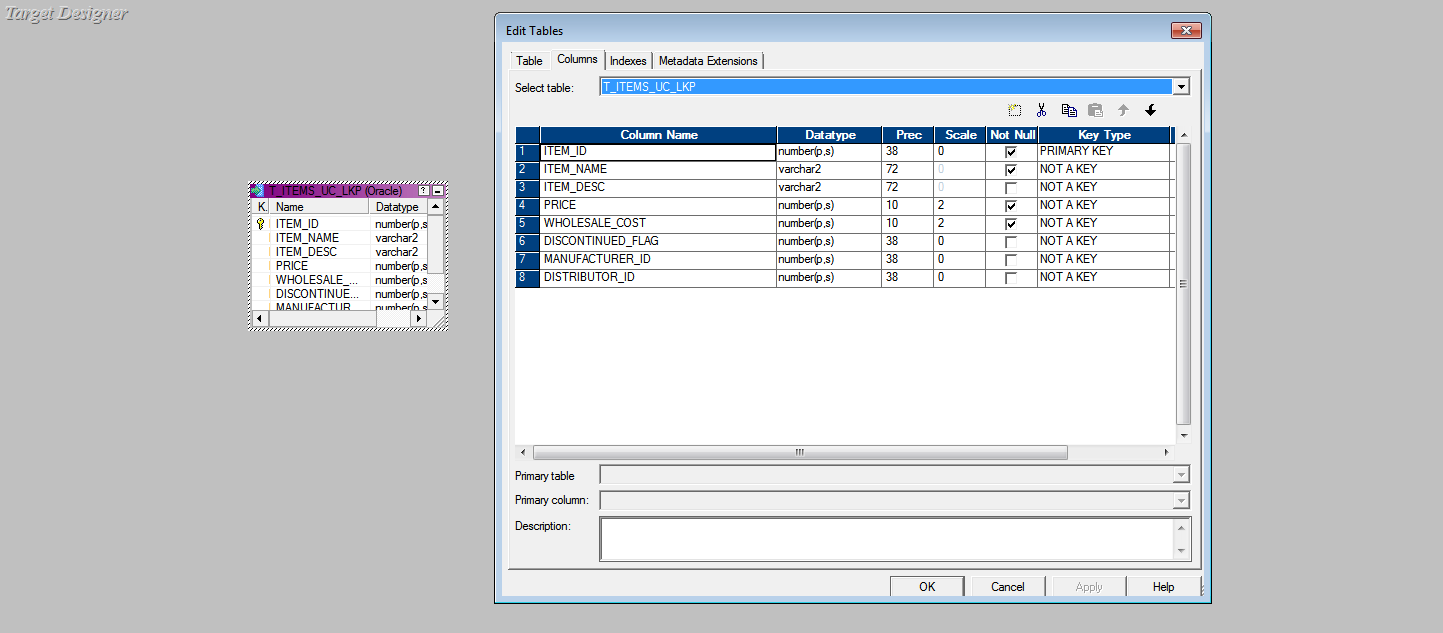 Target Designer
T_ITEMS_UC_LKP (Oracle) ?
K. Name Datatype
ITEM_ID number(p,s
ITEM_NAME varchar2
ITEM_DESC varchar2
PRICE number(p,s
WHOLESALE_... number(p,s
DISCONTINUE... number(p,s
MANUFACTUR number(p,s
Edit Tables
Table Columns Indexes Metadata Extensions
Select table: T_ITEMS_UC_LKP
Column Name Datatype Prec Scale Not Null Key Type
1 ITEM_ID number(p,s) 38 0 PRIMARY KEY
2 ITEM_NAME varchar2 72 0 NOT A KEY
3 ITEM_DESC varchar2 72 0 NOT A KEY
4 PRICE number(p,s) 10 2 NOT A KEY
5 WHOLESALE_COST number(p,s) 10 2 NOT A KEY
6 DISCONTINUED_FLAG number(p,s) 38 0 NOT A KEY
7 MANUFACTURER_ID number(p,s) 38 0 NOT A KEY
8 DISTRIBUTOR_ID number(p,s) 38 0 NOT A KEY
Primary table
Primary column:
Description:
OK Cancel Apply Help